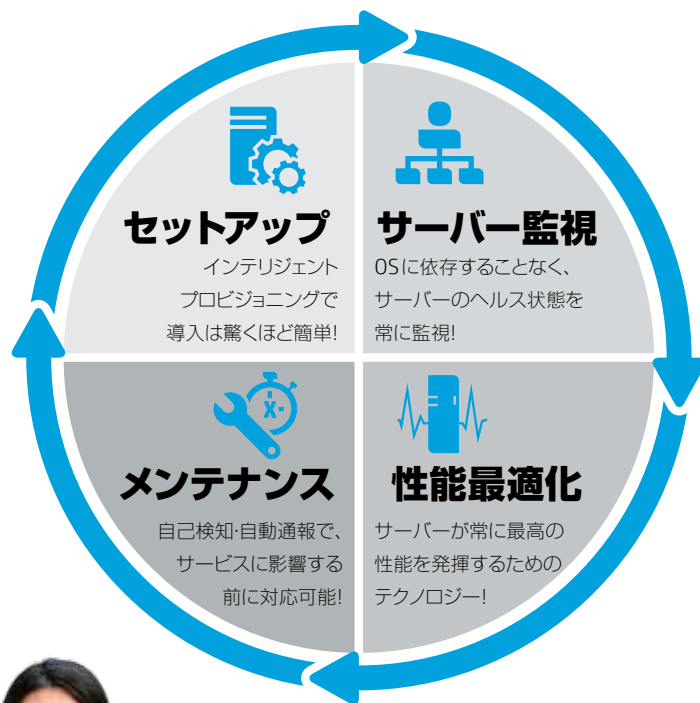 セットアップ
インテリジェント
プロビジョニングで
導入は驚くほど簡単!
サーバー監視
OSに依存することなく、
サーバーのヘルス状態を
常に監視!
メンテナンス
自己検知・自動通報で、
サービスに影響する
前に対応可能!
性能最適化
サーバーが常に最高の
性能を発揮するための
テクノロジー!